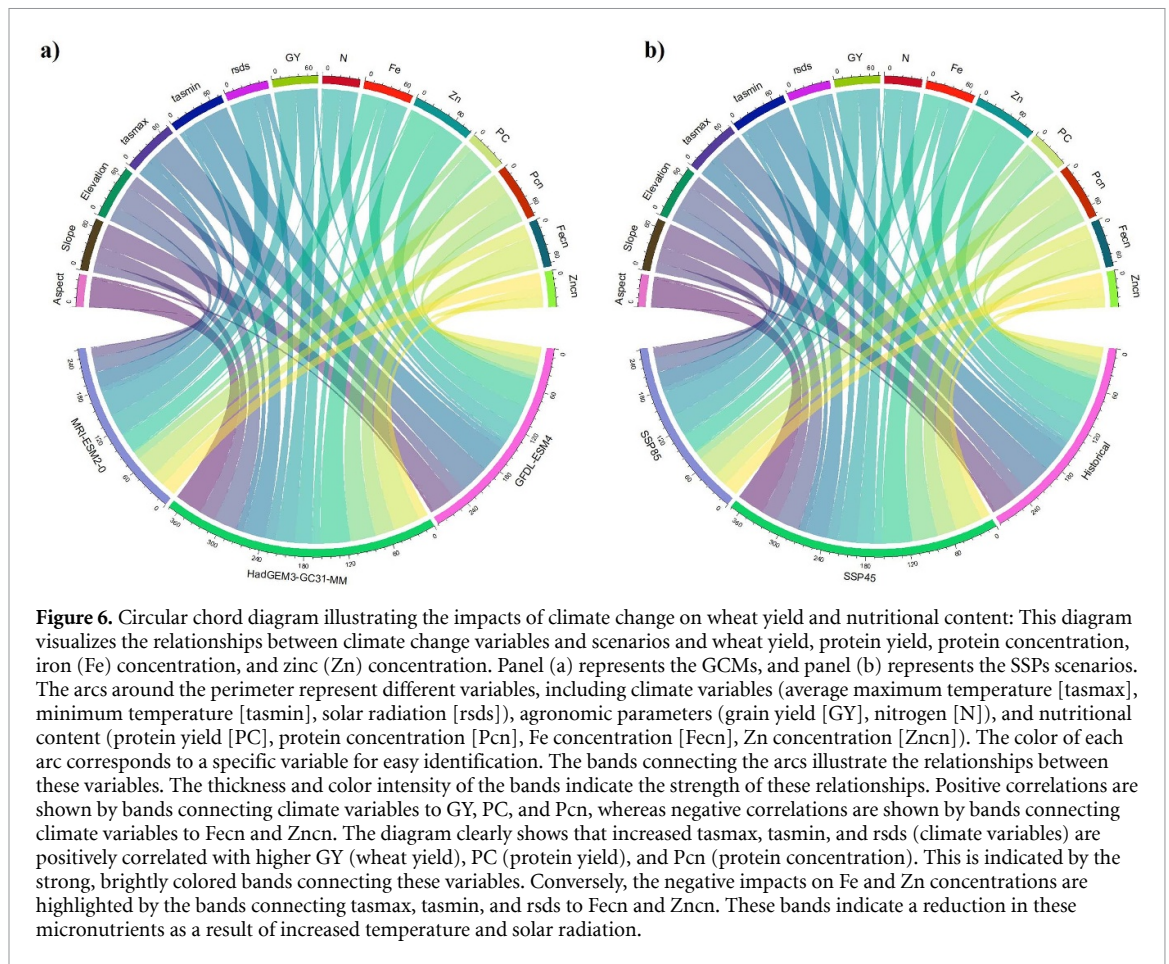 a)
b)
Aspect
Slope
Elevation
tasmax
tasmin
rsds
GY
N
Fe
Zn
PC
Pcn
Fecn
Zncn
MRI-ESM2-0
HadGEM3-GC31-MM
GFDL-ESM4
Aspect
Slope
Elevation
tasmax
tasmin
rsds
GY
N
Fe
Zn
PC
Pcn
Fecn
Zncn
SSP85
SSP45
Historical
Figure 6. Circular chord diagram illustrating the impacts of climate change on wheat yield and nutritional content: This diagram
visualizes the relationships between climate change variables and scenarios and wheat yield, protein yield, protein concentration,
iron (Fe) concentration, and zinc (Zn) concentration. Panel (a) represents the GCMs, and panel (b) represents the SSPs scenarios.
The arcs around the perimeter represent different variables, including climate variables (average maximum temperature [tasmax],
minimum temperature [tasmin], solar radiation [rsds]), agronomic parameters (grain yield [GY], nitrogen [N]), and nutritional
content (protein yield [PC], protein concentration [Pcn], Fe concentration [Fecn], Zn concentration [Zncn]). The color of each
arc corresponds to a specific variable for easy identification. The bands connecting the arcs illustrate the relationships between
these variables. The thickness and color intensity of the bands indicate the strength of these relationships. Positive correlations are
shown by bands connecting climate variables to GY, PC, and Pcn, whereas negative correlations are shown by bands connecting
climate variables to Fecn and Zncn. The diagram clearly shows that increased tasmax, tasmin, and rsds (climate variables) are
positively correlated with higher GY (wheat yield), PC (protein yield), and Pcn (protein concentration). This is indicated by the
strong, brightly colored bands connecting these variables. Conversely, the negative impacts on Fe and Zn concentrations are
highlighted by the bands connecting tasmax, tasmin, and rsds to Fecn and Zncn. These bands indicate a reduction in these
micronutrients as a result of increased temperature and solar radiation.